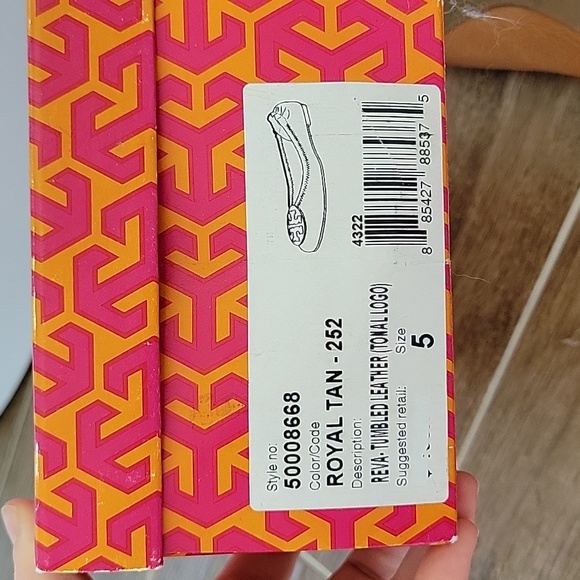 Style no:
50008668
Color/Code
ROYAL TAN - 252
Description:
REVA- TUMBLED LEATHER (TONAL LOGO)
Suggested retail:
Size
5
4322
8 85427 88537 5